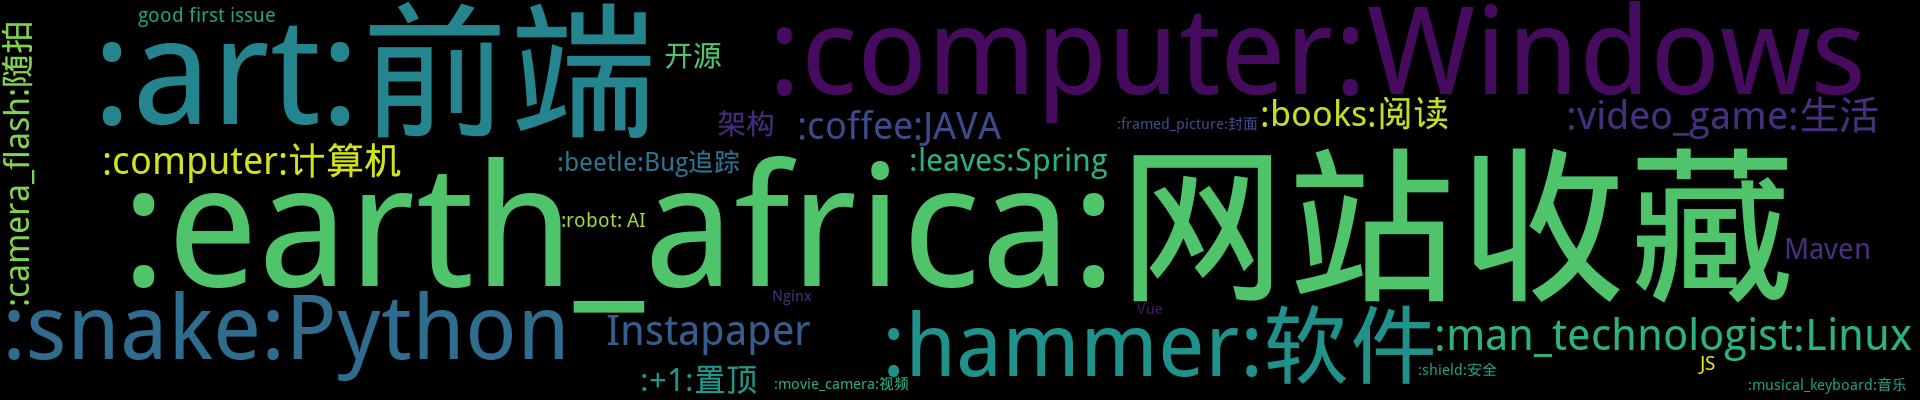 good first issue
:art:前端
:computer:Windows
开源
:camera_flash:随拍
架构
:coffee:JAVA
:framed_picture:封面
:books:阅读
:video_game:生活
:computer:计算机
:beetle:Bug追踪
:leaves:Spring
:earth_africa:网站收藏
:robot: AI
Maven
:snake:Python
Nginx
Instapaper
Vue
:hammer:软件
:man_technologist:Linux
JS
:+1:置顶
:movie_camera:视频
:shield:安全
:musical_keyboard:音乐